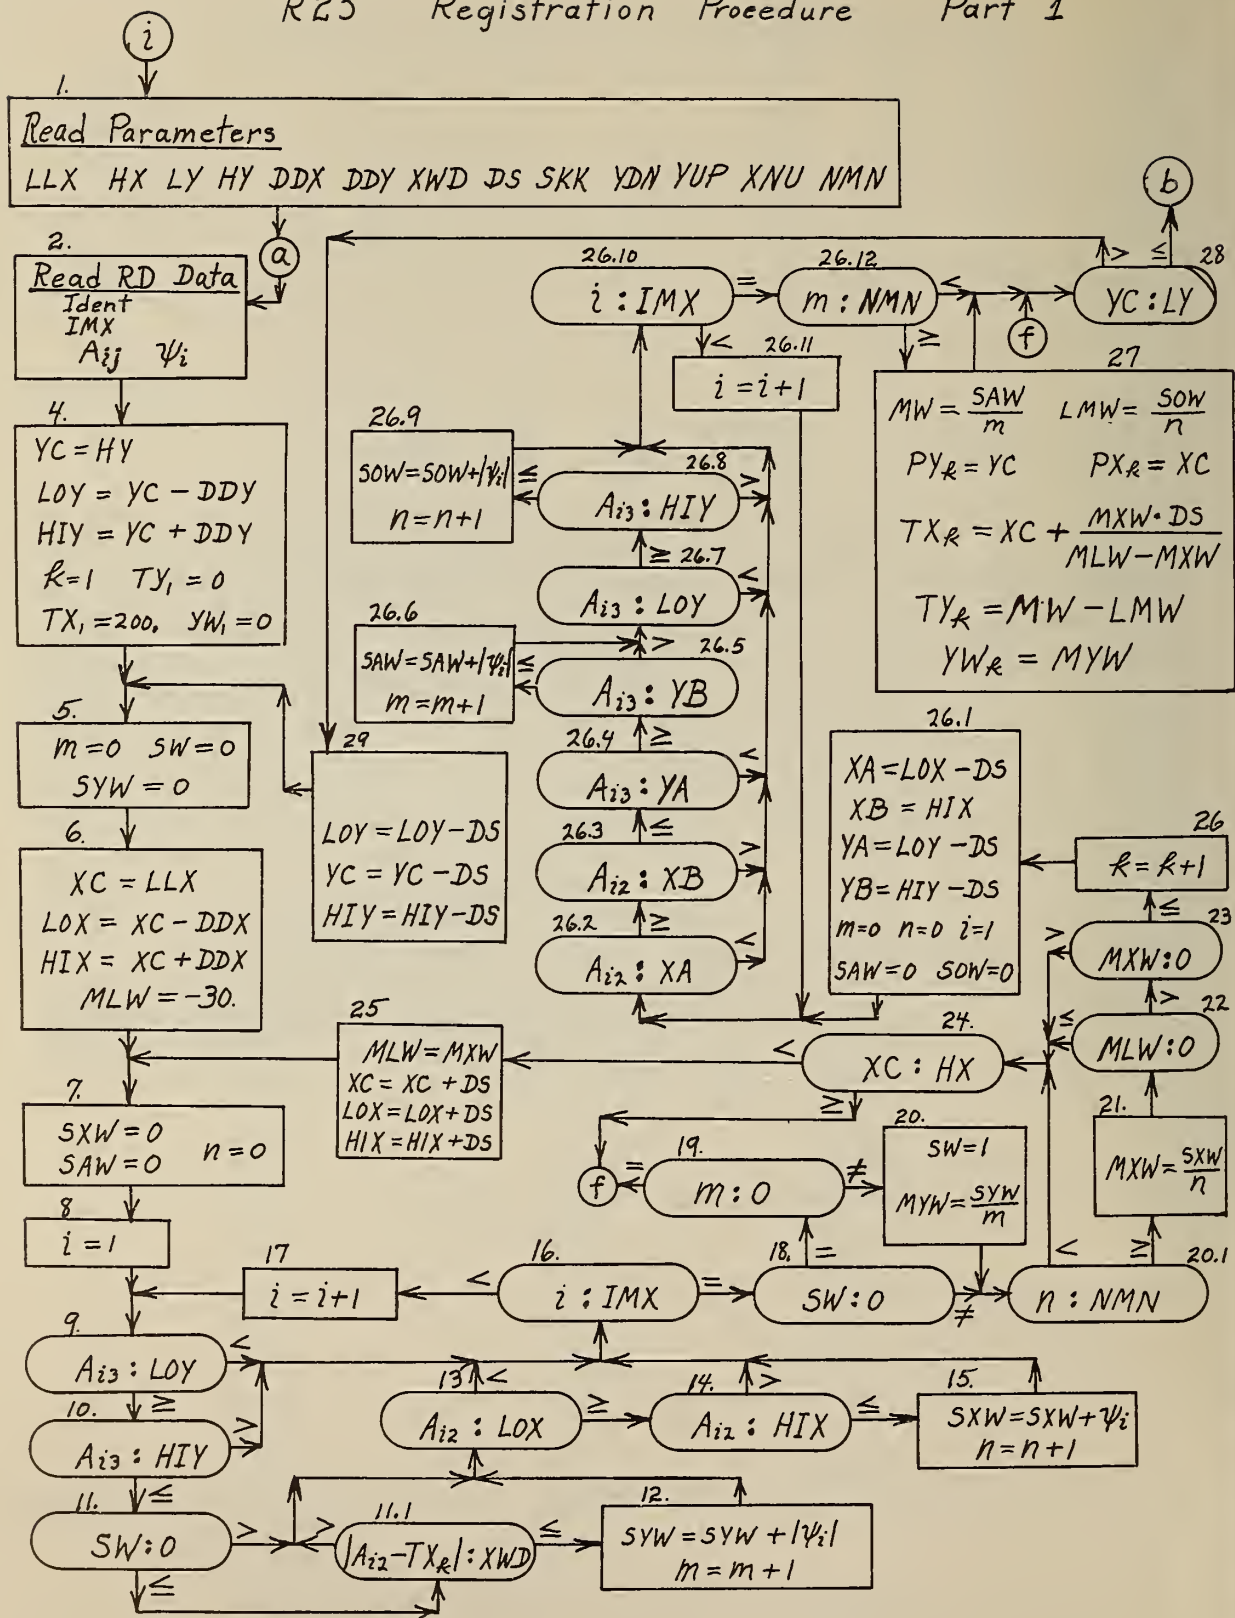 R25 Registration Procedure Part 1
i
1.
Read Parameters
LLX HX LY HY DDX DDY XWD DS SKK YDN YUP XNU NMN
a
b
2.
Read RD Data
Ident
IMX
Aij ψi
4.
YC = HY
LOY = YC - DDY
HIY = YC + DDY
k=1 TY₁ = 0
TX₁ = 200. YW₁ = 0
5.
m=0 SW=0
SYW = 0
6.
XC = LLX
LOX = XC - DDX
HIX = XC + DDX
MLW = -30.
7.
SXW = 0
SAW = 0 n = 0
8
i = 1
17
i = i+1
<
16.
i : IMX
=
18. =
SW:0
≠
20.1
n : NMN
< ≥
9.
Ai3 : LOY
<
≥
10.
Ai3 : HIY
>
≤
11.
SW:0
>
≤
11.1
|Ai2-TXk| : XWD
> ≤
12.
SYW = SYW + |ψi|
m = m+1
13 <
Ai2 : LOX
≥
14. >
Ai2 : HIX
≤
15.
SXW = SXW + ψi
n = n+1
19.
m : 0
= ≠
f
20.
SW=1
MYW = SYW/m
21.
MXW = SXW/n
22
MLW:0
≤ >
23
MXW:0
> ≤
24.
XC : HX
<
≥
25
MLW = MXW
XC = XC + DS
LOX = LOX + DS
HIX = HIX + DS
26
k = k+1
26.1
XA = LOX - DS
XB = HIX
YA = LOY - DS
YB = HIY - DS
m=0 n=0 i=1
SAW=0 SOW=0
26.2
Ai2 : XA
≥ <
26.3
Ai2 : XB
≤ >
26.4
Ai3 : YA
≥ <
26.5
Ai3 : YB
≤ >
26.6
SAW = SAW + |ψi|
m = m+1
26.7
Ai3 : LOY
≥ <
26.8
Ai3 : HIY
≤ >
26.9
SOW = SOW + |ψi|
n = n+1
26.10
i : IMX
= <
26.11
i = i+1
26.12
m : NMN
< ≥
f
27
MW = SAW/m LMW = SOW/n
PYk = YC PXk = XC
TXk = XC + MXW·DS/MLW-MXW
TYk = MW - LMW
YWk = MYW
28
YC : LY
> ≤
29
LOY = LOY - DS
YC = YC - DS
HIY = HIY - DS